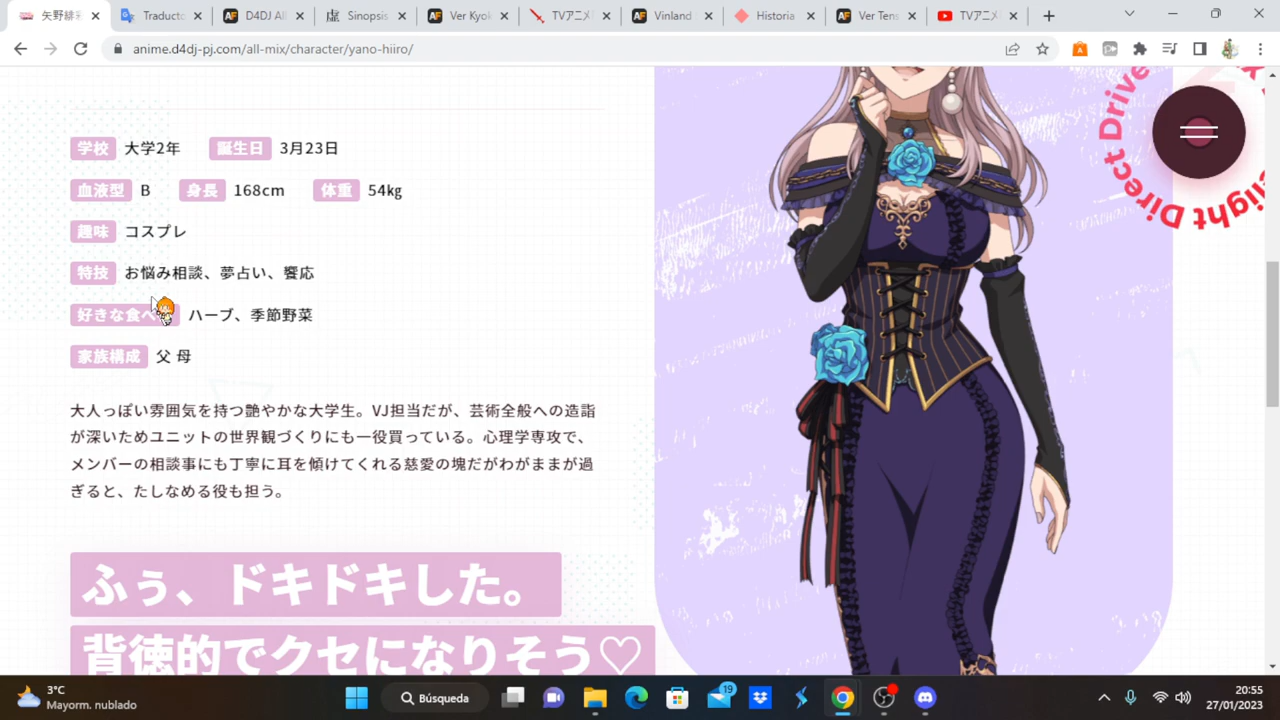 矢野緋彩
Traducto
D4DJ All
Sinopsis
Ver Kyok
TVアニメ
Vinland
Historia
Ver Tens
TVアニメ
anime.d4dj-pj.com/all-mix/character/yano-hiiro/
学校 大学2年 誕生日 3月23日
血液型 B 身長 168cm 体重 54kg
趣味 コスプレ
特技 お悩み相談、夢占い、饗応
好きな食べ ハーブ、季節野菜
家族構成 父 母
大人っぽい雰囲気を持つ艶やかな大学生。VJ担当だが、芸術全般への造詣
が深いためユニットの世界観づくりにも一役買っている。心理学専攻で、
メンバーの相談事にも丁寧に耳を傾けてくれる慈愛の塊だがわがままが過
ぎると、たしなめる役も担う。
ふぅ、ドキドキした。
背徳的でクセになりそう♡
light Direct Drive
3°C
Mayorm. nublado
Búsqueda
19
20:55
27/01/2023